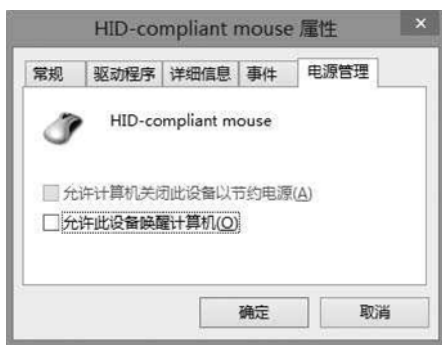 HID-compliant mouse 属性
×
常规 驱动程序 详细信息 事件 电源管理
HID-compliant mouse
允许计算机关闭此设备以节约电源(A)
允许此设备唤醒计算机(O)
确定 取消